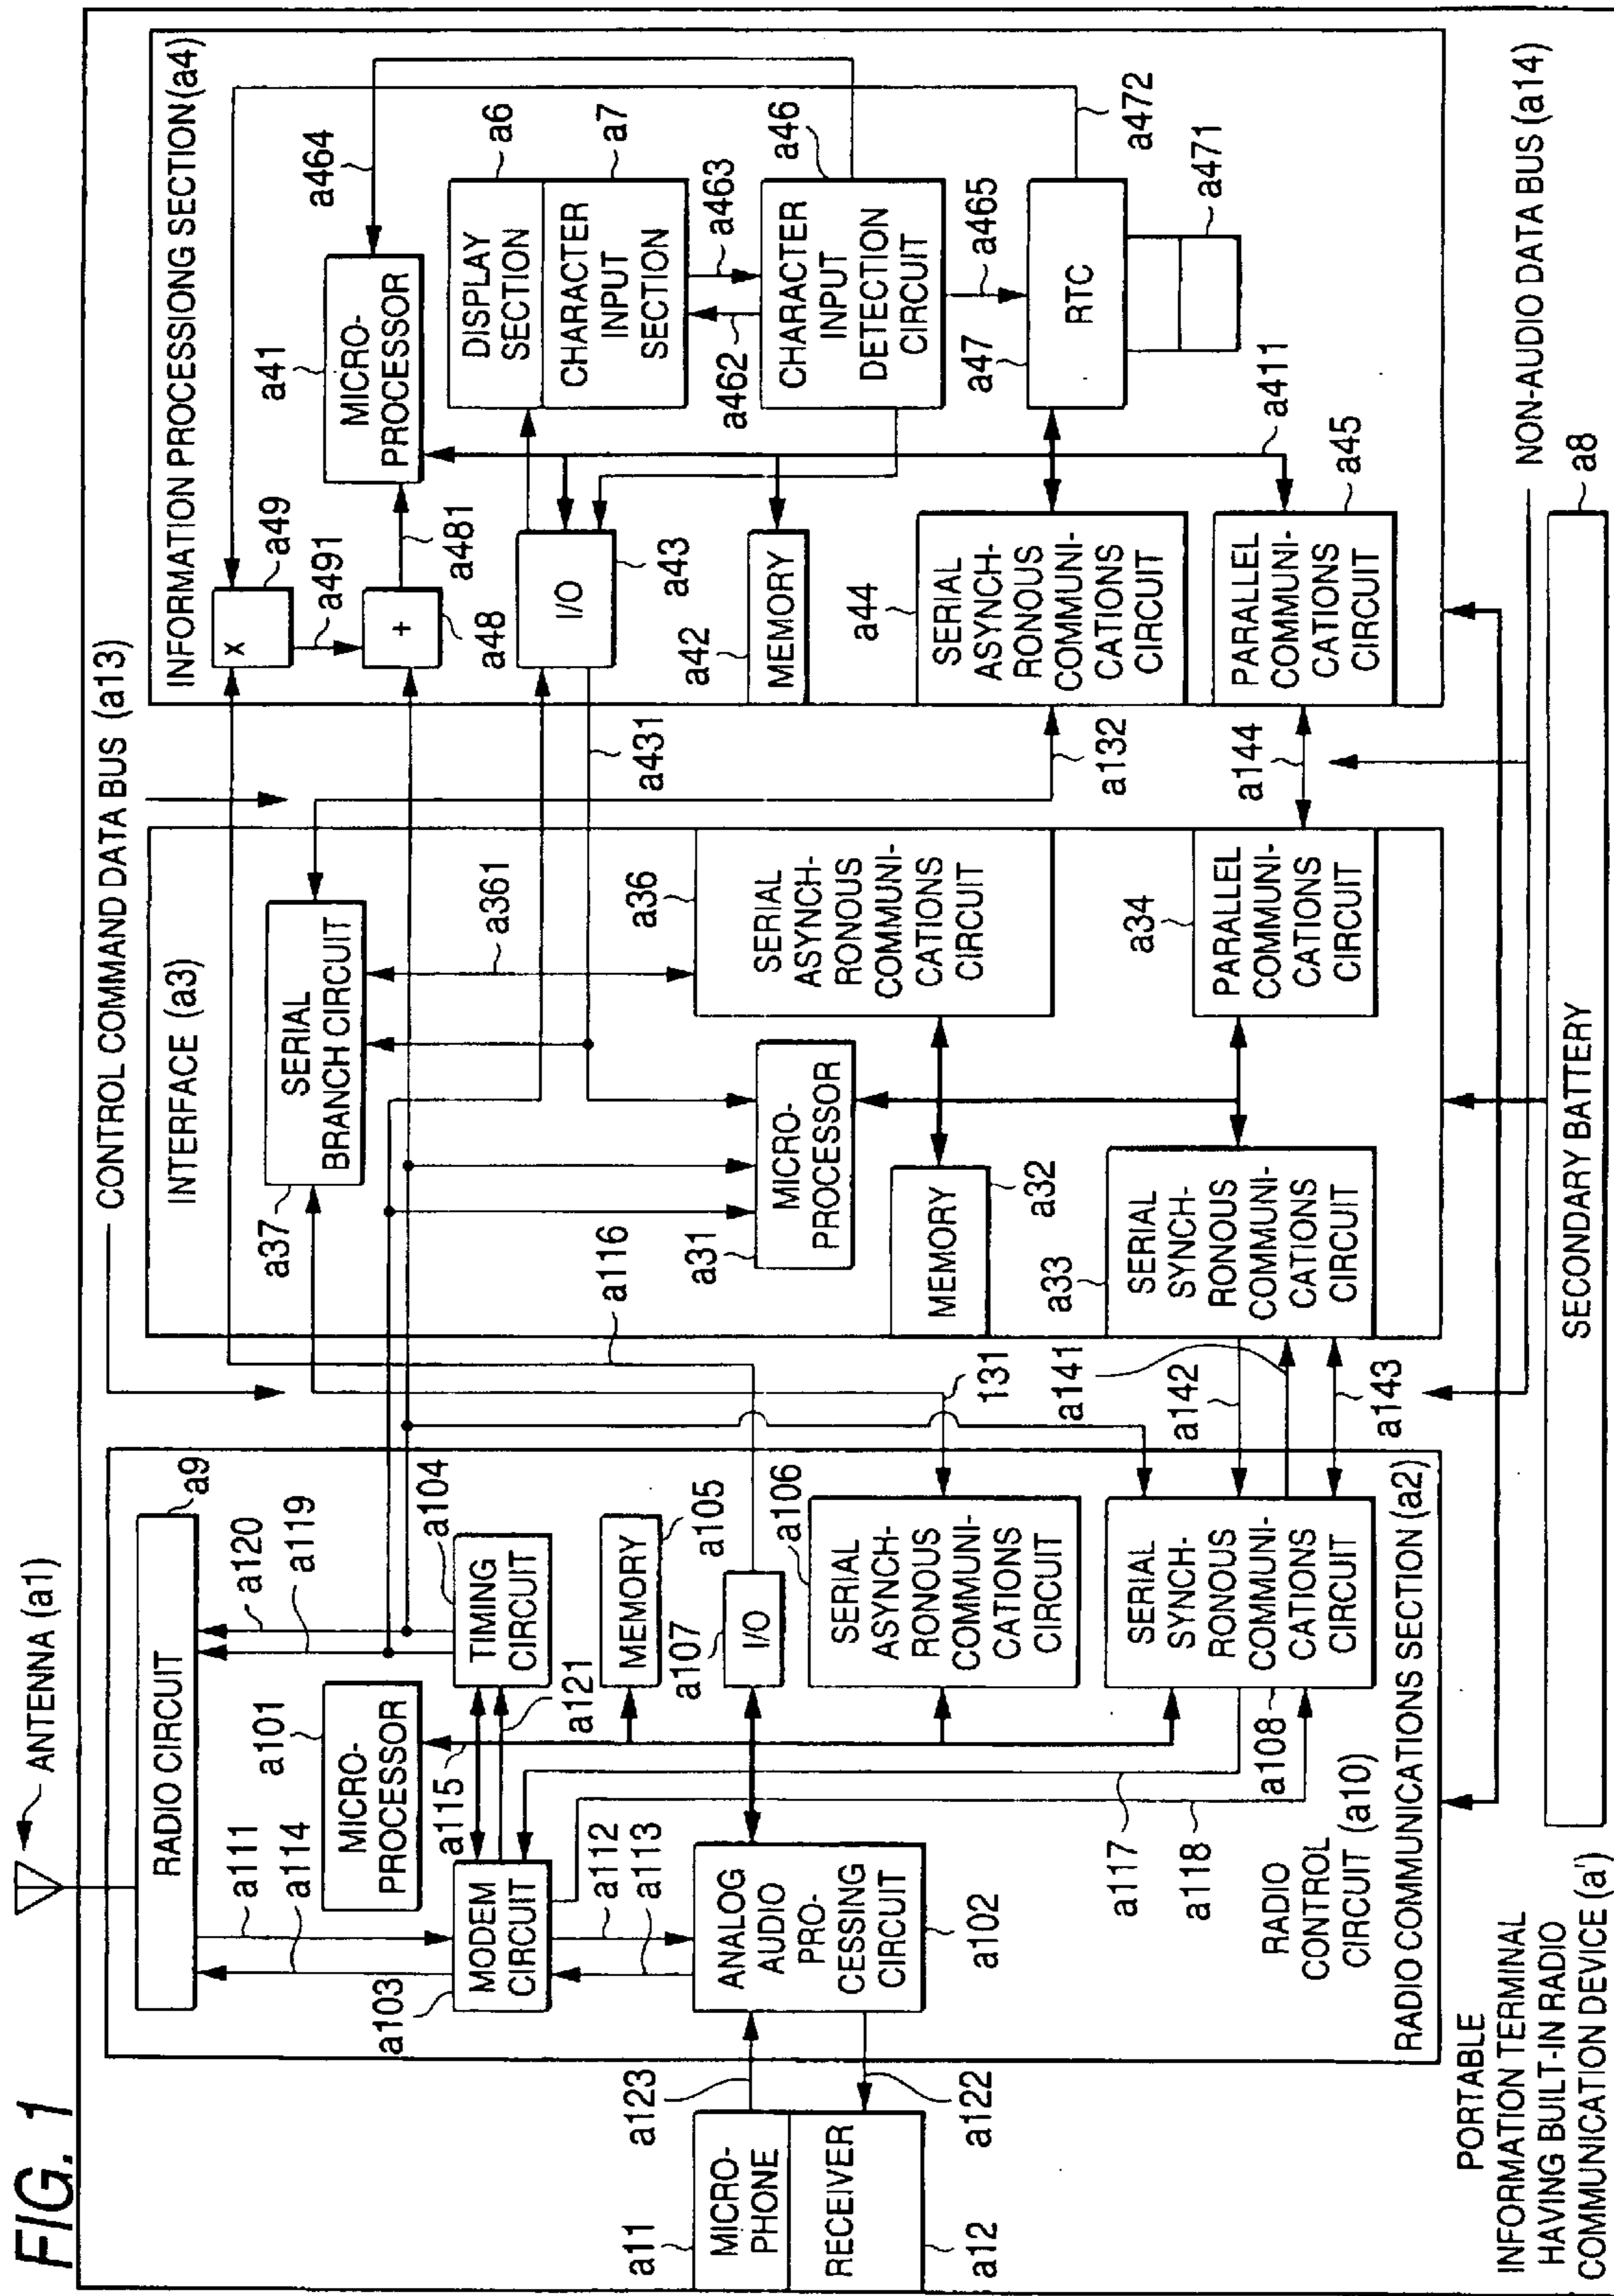 FIG. 1
ANTENNA (a1)
CONTROL COMMAND DATA BUS (a13)
RADIO CIRCUIT
a9
a111
a114
a120
a119
a101
MICRO-
PROCESSOR
a104
TIMING
CIRCUIT
a115
a121
a103
MODEM
CIRCUIT
a112
a113
MEMORY
a105
a107
I/O
a106
SERIAL
ASYNCH-
RONOUS
COMMUNI-
CATIONS
CIRCUIT
ANALOG
AUDIO
PRO-
CESSING
CIRCUIT
a102
SERIAL
SYNCH-
RONOUS
COMMUNI-
CATIONS
CIRCUIT
a108
a117
a118
RADIO
CONTROL
CIRCUIT (a10)
RADIO COMMUNICATIONS SECTION (a2)
a11
MICRO-
PHONE
RECEIVER
a12
a123
a122
INTERFACE (a3)
a37
SERIAL
BRANCH CIRCUIT
a116
a361
a31
MICRO-
PROCESSOR
a36
SERIAL
ASYNCH-
RONOUS
COMMUNI-
CATIONS
CIRCUIT
MEMORY
a32
a33
SERIAL
SYNCH-
RONOUS
COMMUNI-
CATIONS
CIRCUIT
a34
PARALLEL
COMMUNI-
CATIONS
CIRCUIT
131
a141
a142
a143
a431
a132
a144
INFORMATION PROCESSIONG SECTION(a4)
x
a49
a491
+
a48
a481
a41
MICRO-
PROCESSOR
a464
I/O
a43
DISPLAY
SECTION
a6
CHARACTER
INPUT
SECTION
a7
a462
a463
a42
MEMORY
CHARACTER
INPUT
DETECTION
CIRCUIT
a46
a465
a44
SERIAL
ASYNCH-
RONOUS
COMMUNI-
CATIONS
CIRCUIT
a47
RTC
a472
a471
a411
PARALLEL
COMMUNI-
CATIONS
CIRCUIT
a45
NON-AUDIO DATA BUS (a14)
SECONDARY BATTERY
a8
PORTABLE
INFORMATION TERMINAL
HAVING BUILT-IN RADIO
COMMUNICATION DEVICE (a')